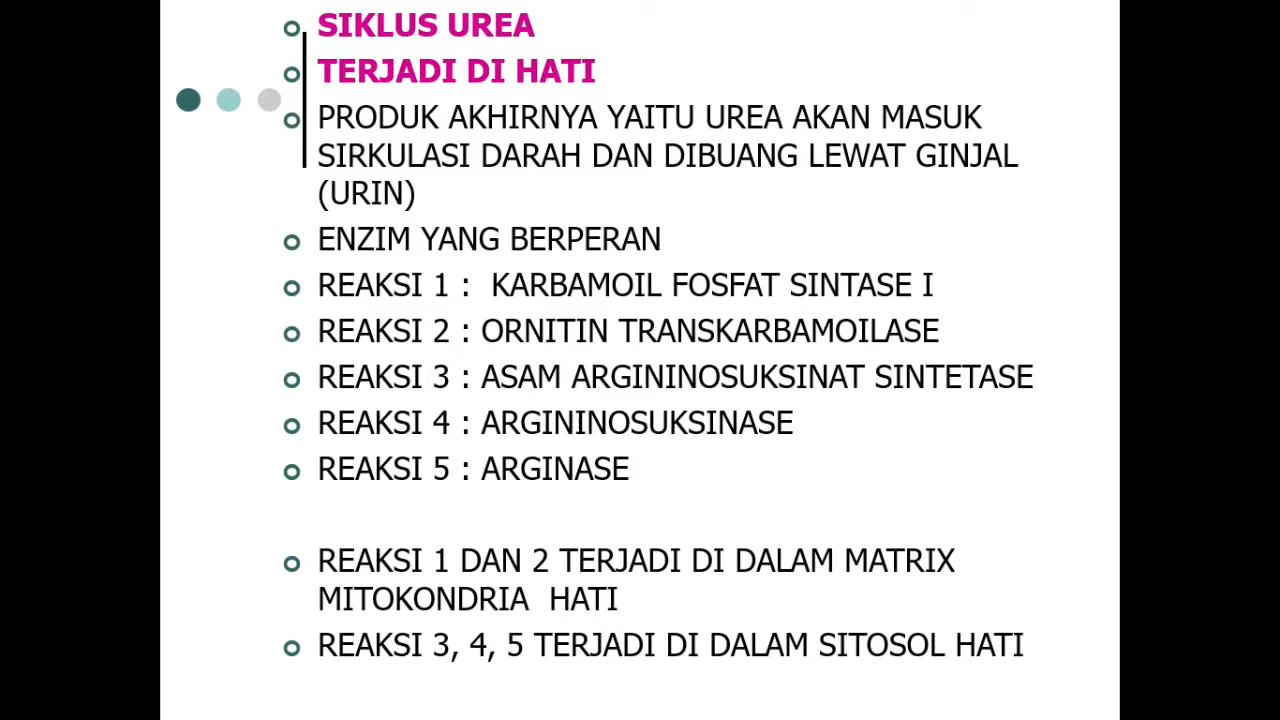 SIKLUS UREA
TERJADI DI HATI
PRODUK AKHIRNYA YAITU UREA AKAN MASUK
SIRKULASI DARAH DAN DIBUANG LEWAT GINJAL
(URIN)
ENZIM YANG BERPERAN
REAKSI 1 : KARBAMOIL FOSFAT SINTASE I
REAKSI 2 : ORNITIN TRANSKARBAMOILASE
REAKSI 3 : ASAM ARGININOSUKSINAT SINTETASE
REAKSI 4 : ARGININOSUKSINASE
REAKSI 5 : ARGINASE
REAKSI 1 DAN 2 TERJADI DI DALAM MATRIX
MITOKONDRIA HATI
REAKSI 3, 4, 5 TERJADI DI DALAM SITOSOL HATI